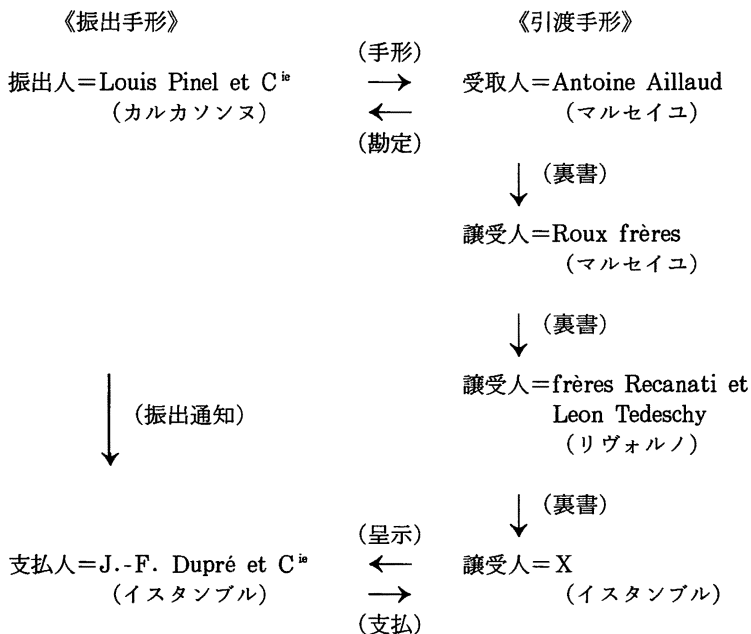 《振出手形》 《引渡手形》
(手形)
振出人=Louis Pinel et Cie 受取人=Antoine Aillaud
(カルカソンヌ) (マルセイユ)
(勘定)
(裏書)
譲受人=Roux frères
(マルセイユ)
(裏書)
譲受人=frères Recanati et
(振出通知) Leon Tedeschy
(リヴォルノ)
(裏書)
(呈示)
支払人=J.-F. Dupré et Cie 譲受人=X
(イスタンブル) (イスタンブル)
(支払)